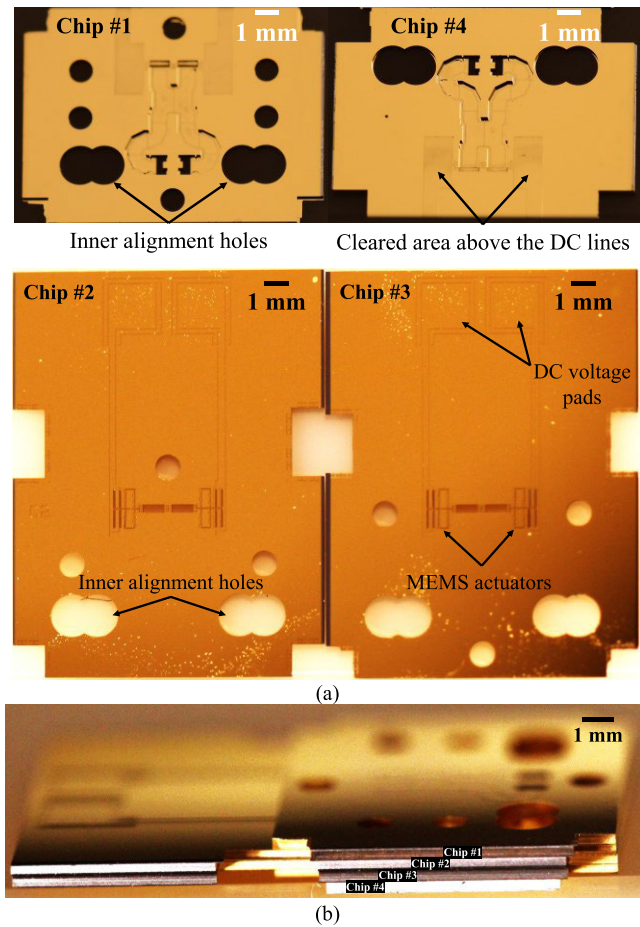 Chip #1
1 mm
Chip #4
1 mm
Inner alignment holes
Cleared area above the DC lines
Chip #2
1 mm
Chip #3
1 mm
DC voltage
pads
Inner alignment holes
MEMS actuators
(a)
1 mm
Chip #1
Chip #2
Chip #3
Chip #4
(b)